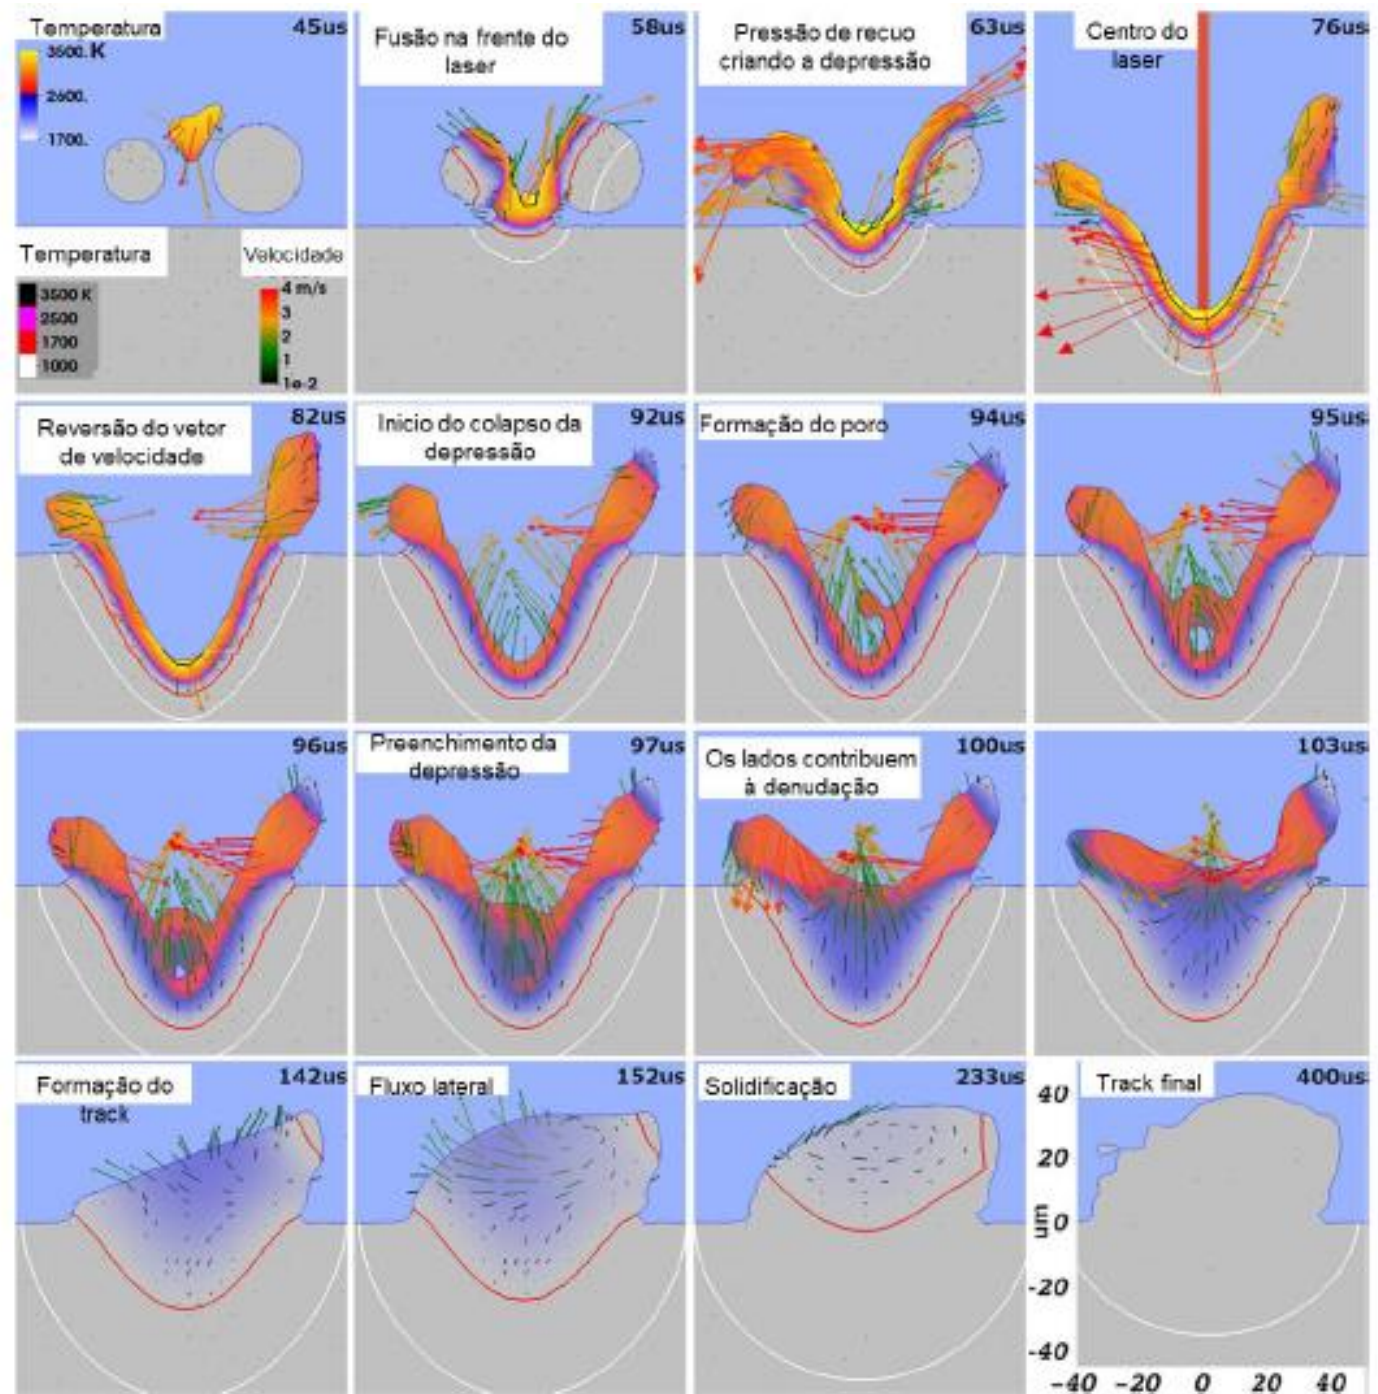 Temperatura
3500. K
2600.
1700.
45us
Fusão na frente do
laser
58us
Pressão de recuo
criando a depressão
63us
Centro do
laser
76us
Temperatura
3500 K
2500
1700
1000
Velocidade
4 m/s
3
2
1
1e-2
Reversão do vetor
de velocidade
82us
Inicio do colapso da
depressão
92us
Formação do poro
94us
95us
96us
Preenchimento da
depressão
97us
Os lados contribuem
à denudação
100us
103us
Formação do
track
142us
Fluxo lateral
152us
Solidificação
233us
Track final
400us
40
20
0
-20
-40
um
-40 -20 0 20 40